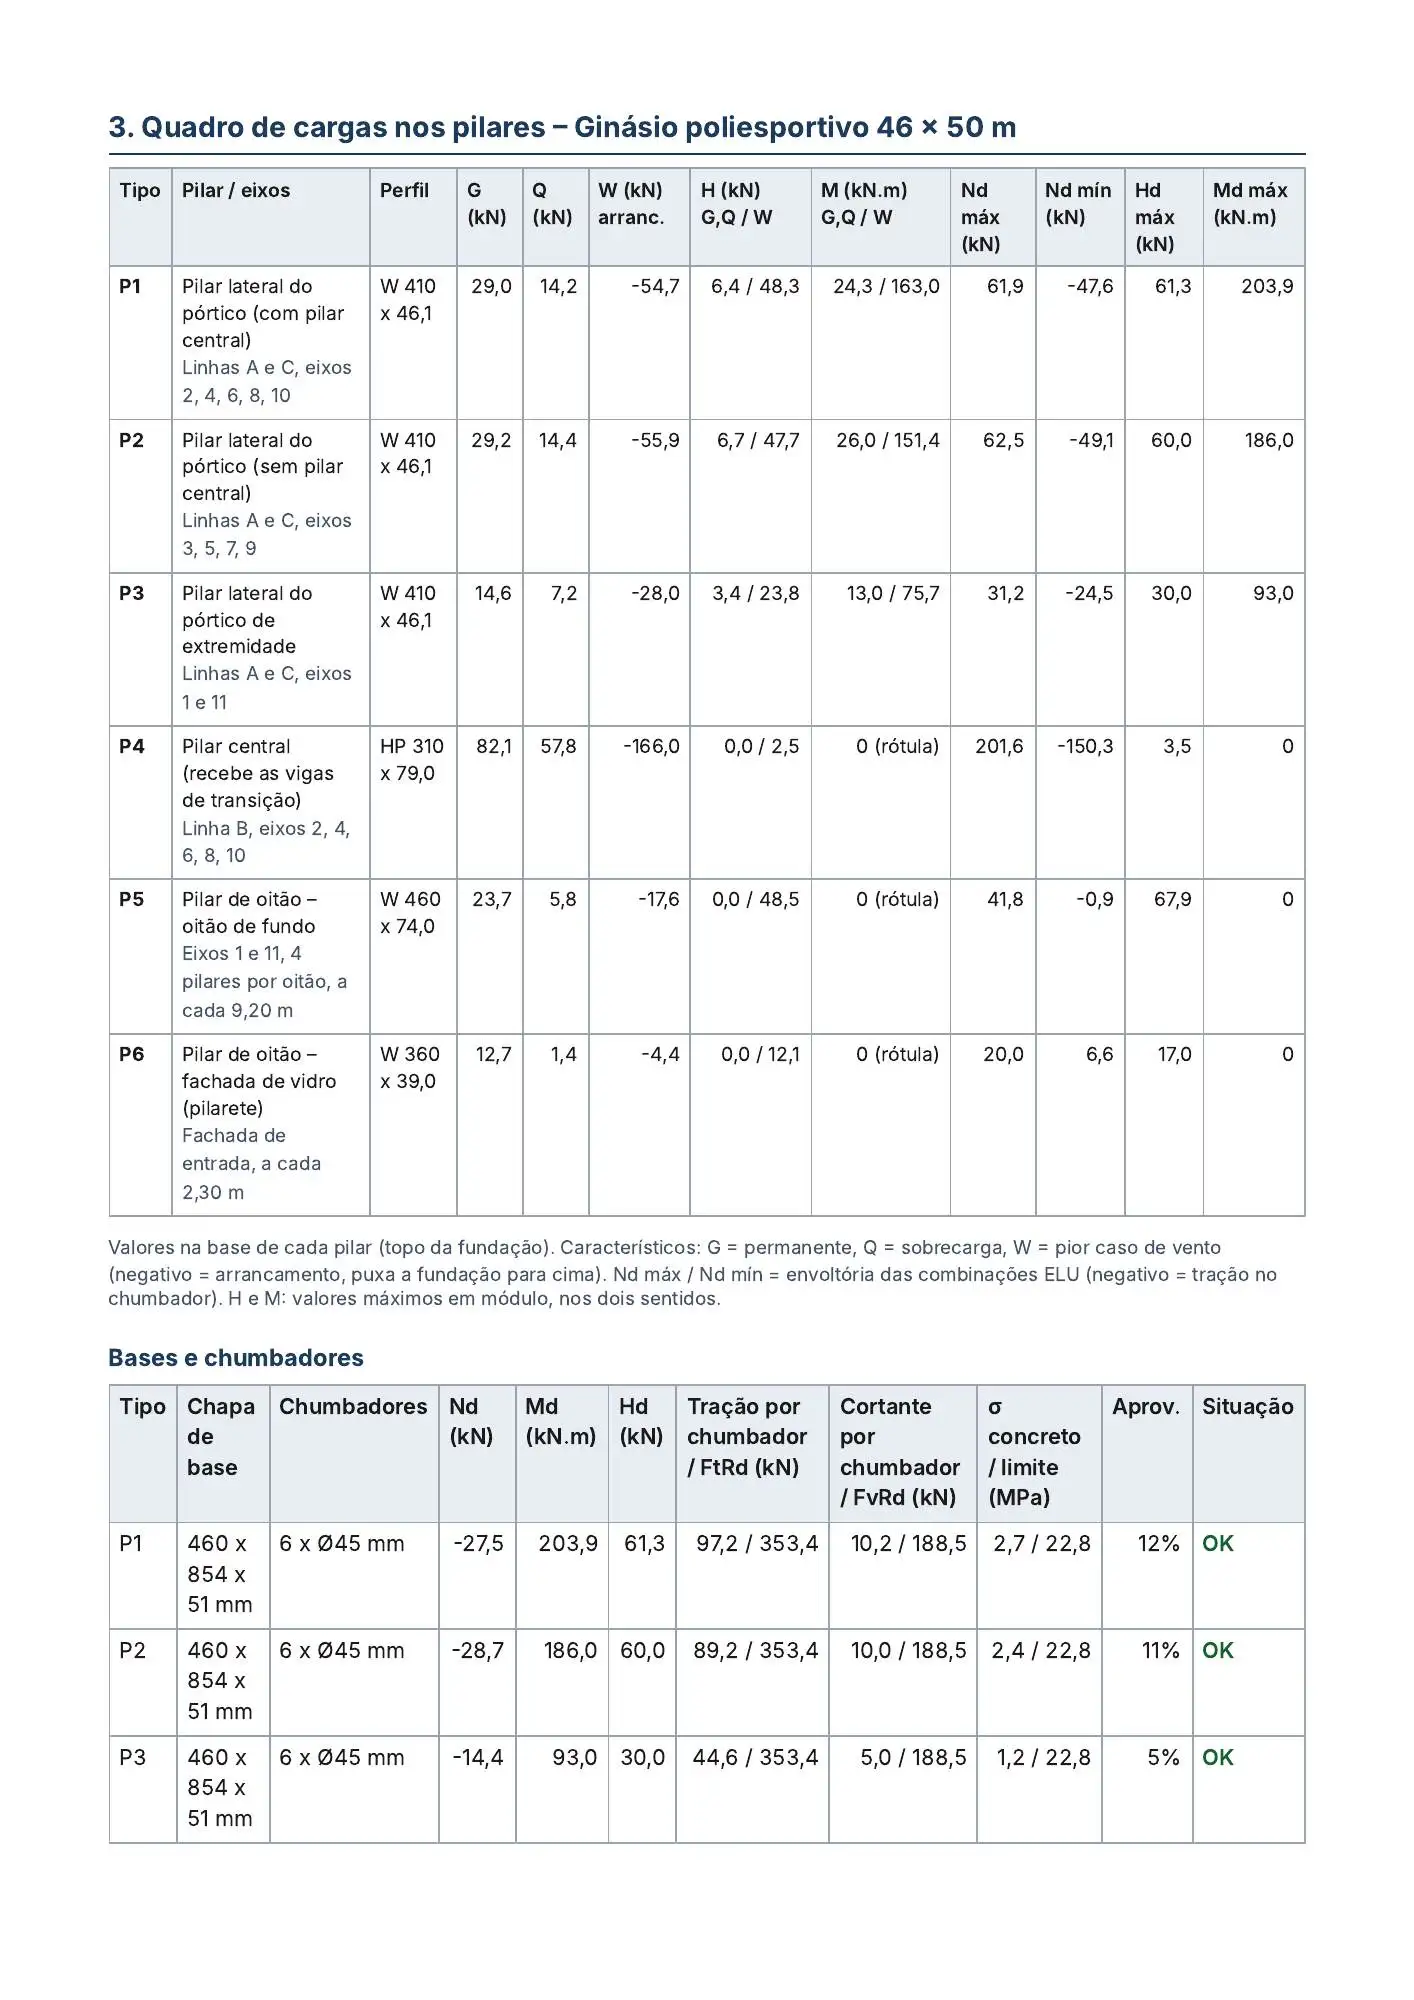 3. Quadro de cargas nos pilares – Ginásio poliesportivo 46 × 50 m
Tipo Pilar / eixos Perfil G (kN) Q (kN) W (kN) arranc. H (kN) G,Q / W M (kN.m) G,Q / W Nd máx (kN) Nd mín (kN) Hd máx (kN) Md máx (kN.m)
P1 Pilar lateral do W 410 29,0 14,2 -54,7 6,4 / 48,3 24,3 / 163,0 61,9 -47,6 61,3 203,9
pórtico (com pilar x 46,1
central)
Linhas A e C, eixos
2, 4, 6, 8, 10
P2 Pilar lateral do W 410 29,2 14,4 -55,9 6,7 / 47,7 26,0 / 151,4 62,5 -49,1 60,0 186,0
pórtico (sem pilar x 46,1
central)
Linhas A e C, eixos
3, 5, 7, 9
P3 Pilar lateral do W 410 14,6 7,2 -28,0 3,4 / 23,8 13,0 / 75,7 31,2 -24,5 30,0 93,0
pórtico de x 46,1
extremidade
Linhas A e C, eixos
1 e 11
P4 Pilar central HP 310 82,1 57,8 -166,0 0,0 / 2,5 0 (rótula) 201,6 -150,3 3,5 0
(recebe as vigas x 79,0
de transição)
Linha B, eixos 2, 4,
6, 8, 10
P5 Pilar de oitão – W 460 23,7 5,8 -17,6 0,0 / 48,5 0 (rótula) 41,8 -0,9 67,9 0
oitão de fundo x 74,0
Eixos 1 e 11, 4
pilares por oitão, a
cada 9,20 m
P6 Pilar de oitão – W 360 12,7 1,4 -4,4 0,0 / 12,1 0 (rótula) 20,0 6,6 17,0 0
fachada de vidro x 39,0
(pilarete)
Fachada de
entrada, a cada
2,30 m
Valores na base de cada pilar (topo da fundação). Característicos: G = permanente, Q = sobrecarga, W = pior caso de vento
(negativo = arrancamento, puxa a fundação para cima). Nd máx / Nd mín = envoltória das combinações ELU (negativo = tração no
chumbador). H e M: valores máximos em módulo, nos dois sentidos.
Bases e chumbadores
Tipo Chapa de base Chumbadores Nd (kN) Md (kN.m) Hd (kN) Tração por chumbador / FtRd (kN) Cortante por chumbador / FvRd (kN) σ concreto / limite (MPa) Aprov. Situação
P1 460 x 6 x Ø45 mm -27,5 203,9 61,3 97,2 / 353,4 10,2 / 188,5 2,7 / 22,8 12% OK
854 x
51 mm
P2 460 x 6 x Ø45 mm -28,7 186,0 60,0 89,2 / 353,4 10,0 / 188,5 2,4 / 22,8 11% OK
854 x
51 mm
P3 460 x 6 x Ø45 mm -14,4 93,0 30,0 44,6 / 353,4 5,0 / 188,5 1,2 / 22,8 5% OK
854 x
51 mm